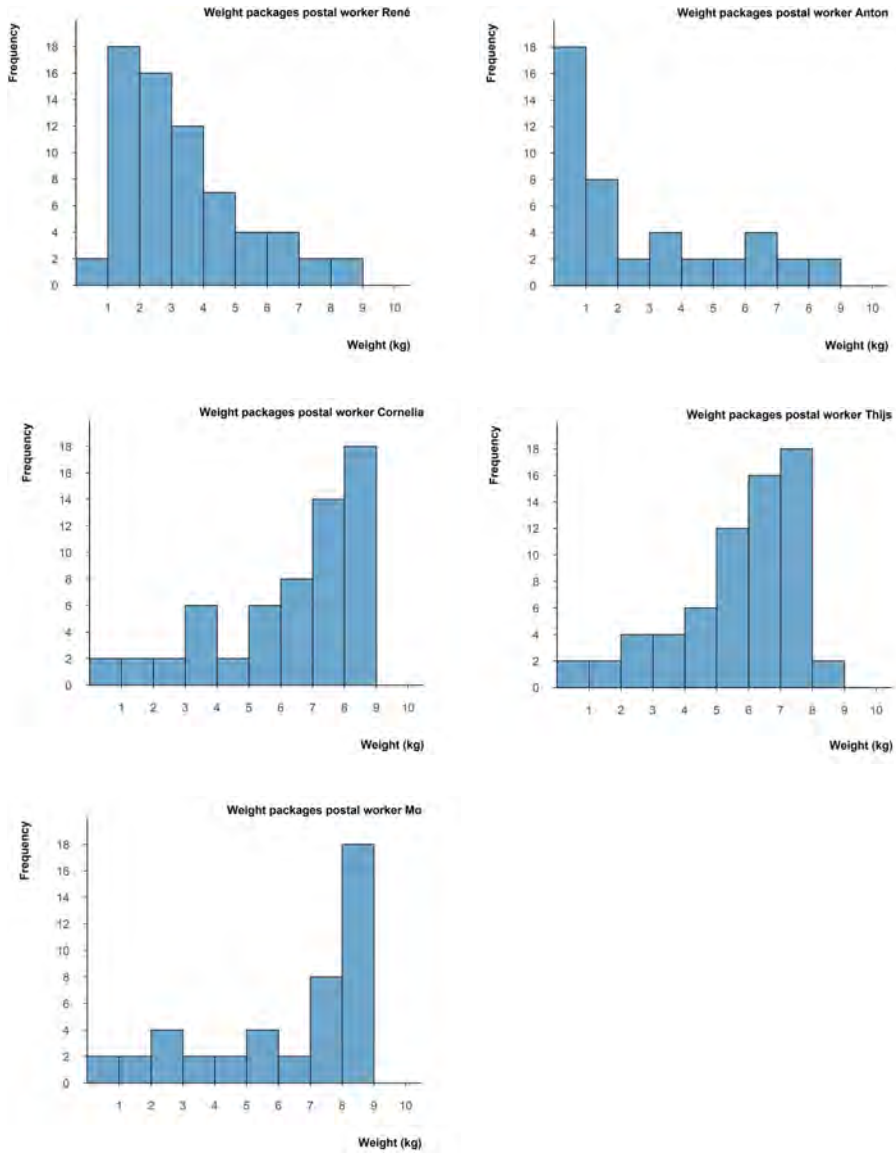 Weight packages postal worker René
Frequency
18
16
14
12
10
8
6
4
2
0
1 2 3 4 5 6 7 8 9 10
Weight (kg)
Weight packages postal worker Anton
Frequency
18
16
14
12
10
8
6
4
2
0
1 2 3 4 5 6 7 8 9 10
Weight (kg)
Weight packages postal worker Cornelia
Frequency
18
16
14
12
10
8
6
4
2
0
1 2 3 4 5 6 7 8 9 10
Weight (kg)
Weight packages postal worker Thijs
Frequency
18
16
14
12
10
8
6
4
2
0
1 2 3 4 5 6 7 8 9 10
Weight (kg)
Weight packages postal worker Mo
Frequency
18
16
14
12
10
8
6
4
2
0
1 2 3 4 5 6 7 8 9 10
Weight (kg)